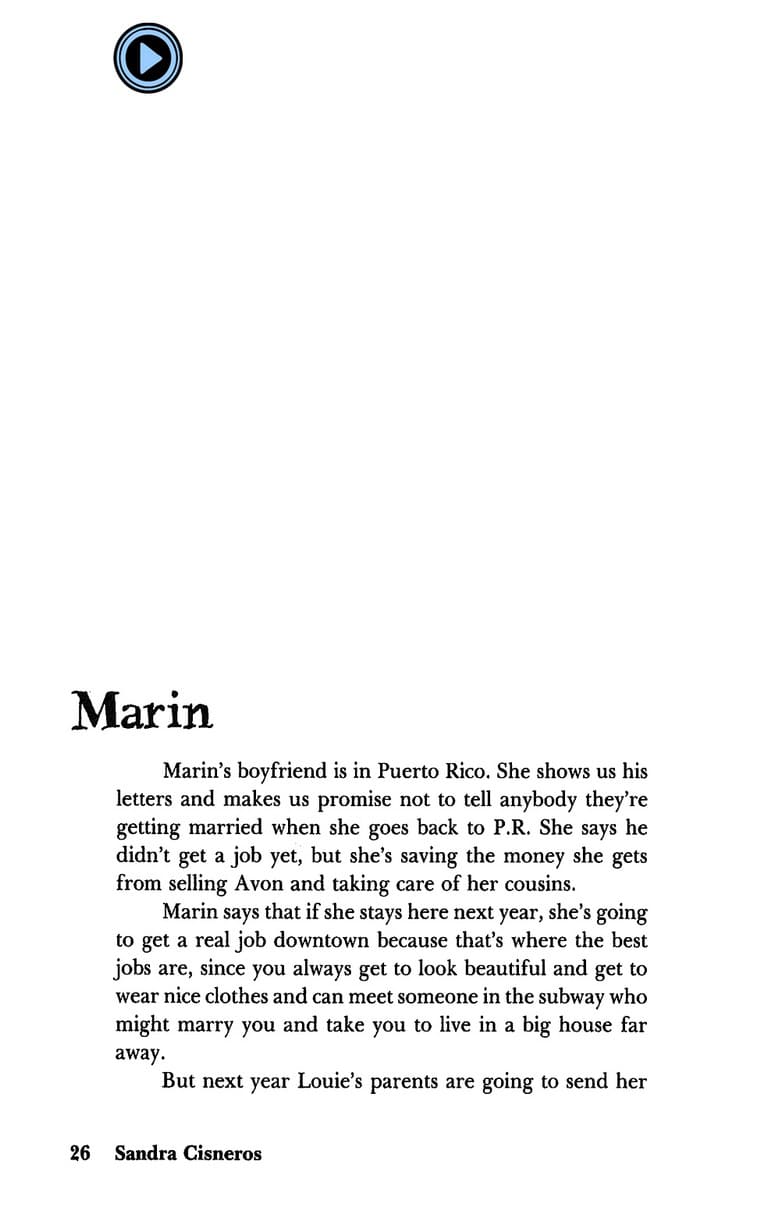 Marin
Marin's boyfriend is in Puerto Rico. She shows us his
letters and makes us promise not to tell anybody they're
getting married when she goes back to P.R. She says he
didn't get a job yet, but she's saving the money she gets
from selling Avon and taking care of her cousins.
Marin says that if she stays here next year, she's going
to get a real job downtown because that's where the best
jobs are, since you always get to look beautiful and get to
wear nice clothes and can meet someone in the subway who
might marry you and take you to live in a big house far
away.
But next year Louie's parents are going to send her
26 Sandra Cisneros